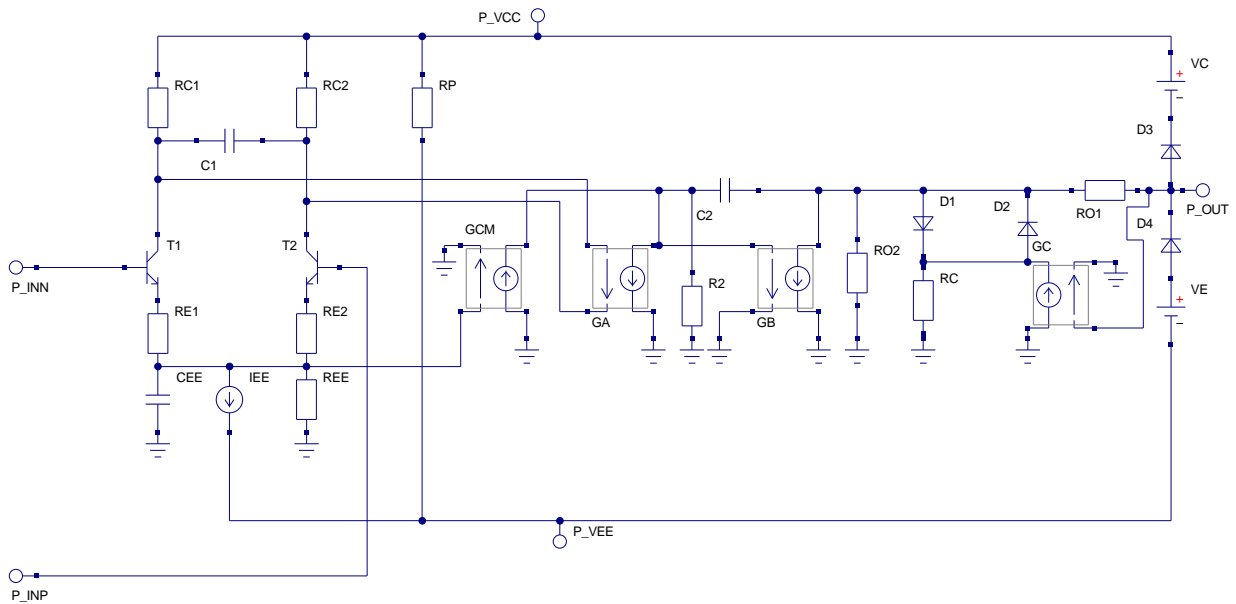 P_VCC
VC
RC1
RC2
RP
D3
C1
D1
D2
RO1
P_OUT
C2
D4
GCM
T1
T2
GC
RO2
P_INN
R2
RC
RE1
RE2
GA
GB
VE
CEE
IEE
REE
P_VEE
P_INP